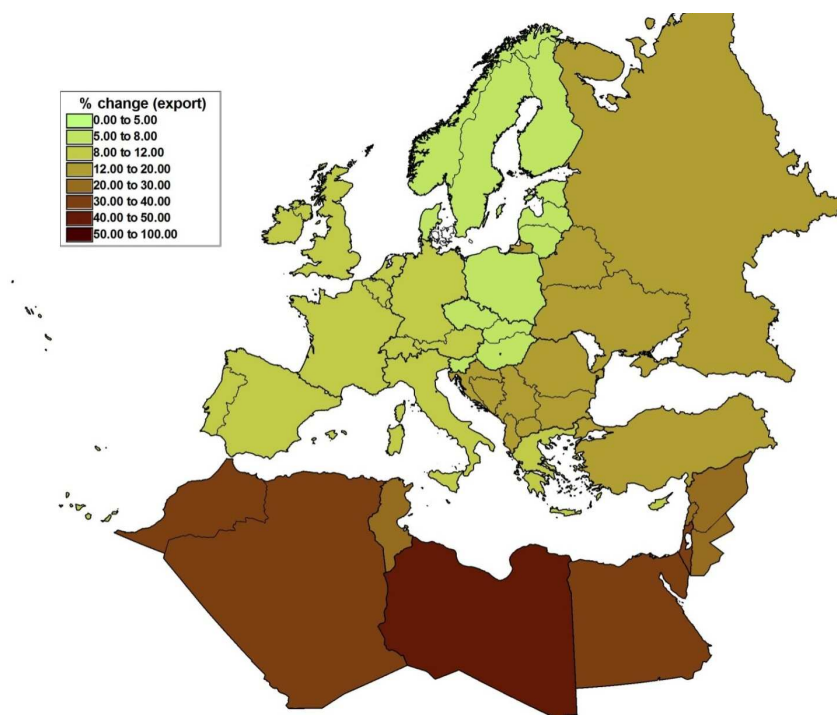 % change (export)
0.00 to 5.00
5.00 to 8.00
8.00 to 12.00
12.00 to 20.00
20.00 to 30.00
30.00 to 40.00
40.00 to 50.00
50.00 to 100.00